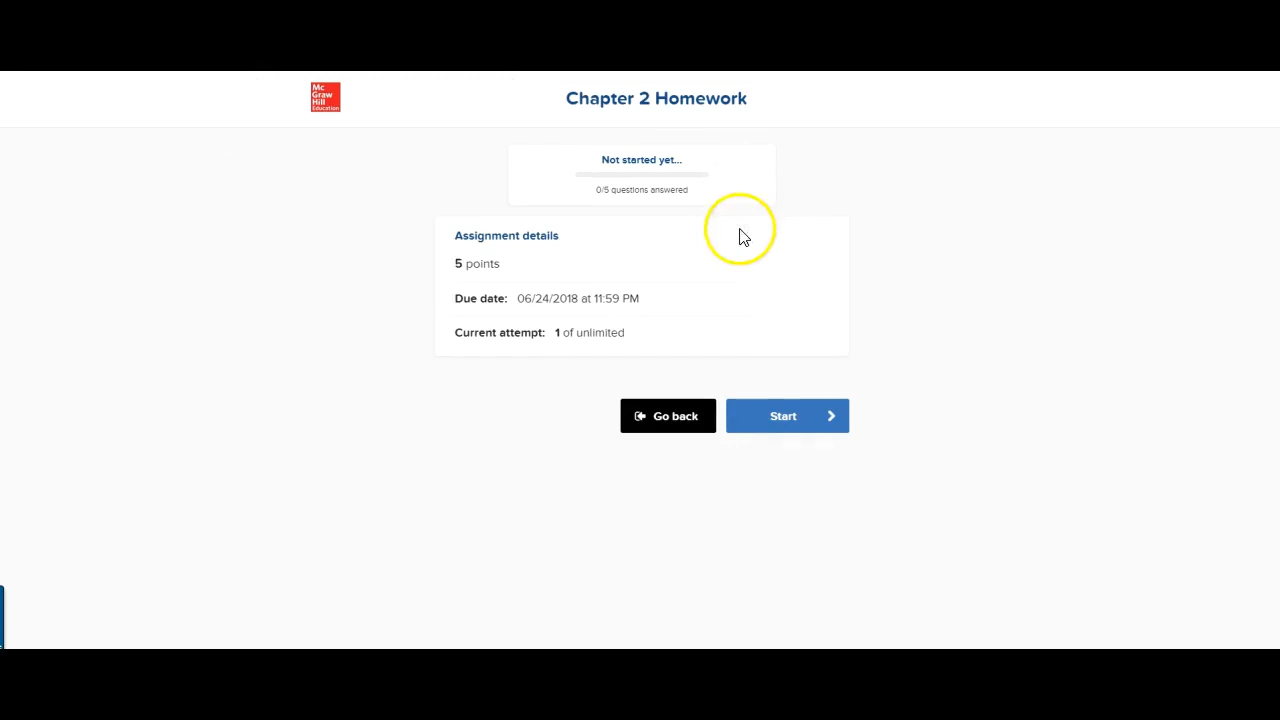 Mc
Graw
Hill
Education
Chapter 2 Homework
Not started yet...
0/5 questions answered
Assignment details
5 points
Due date: 06/24/2018 at 11:59 PM
Current attempt: 1 of unlimited
Go back
Start